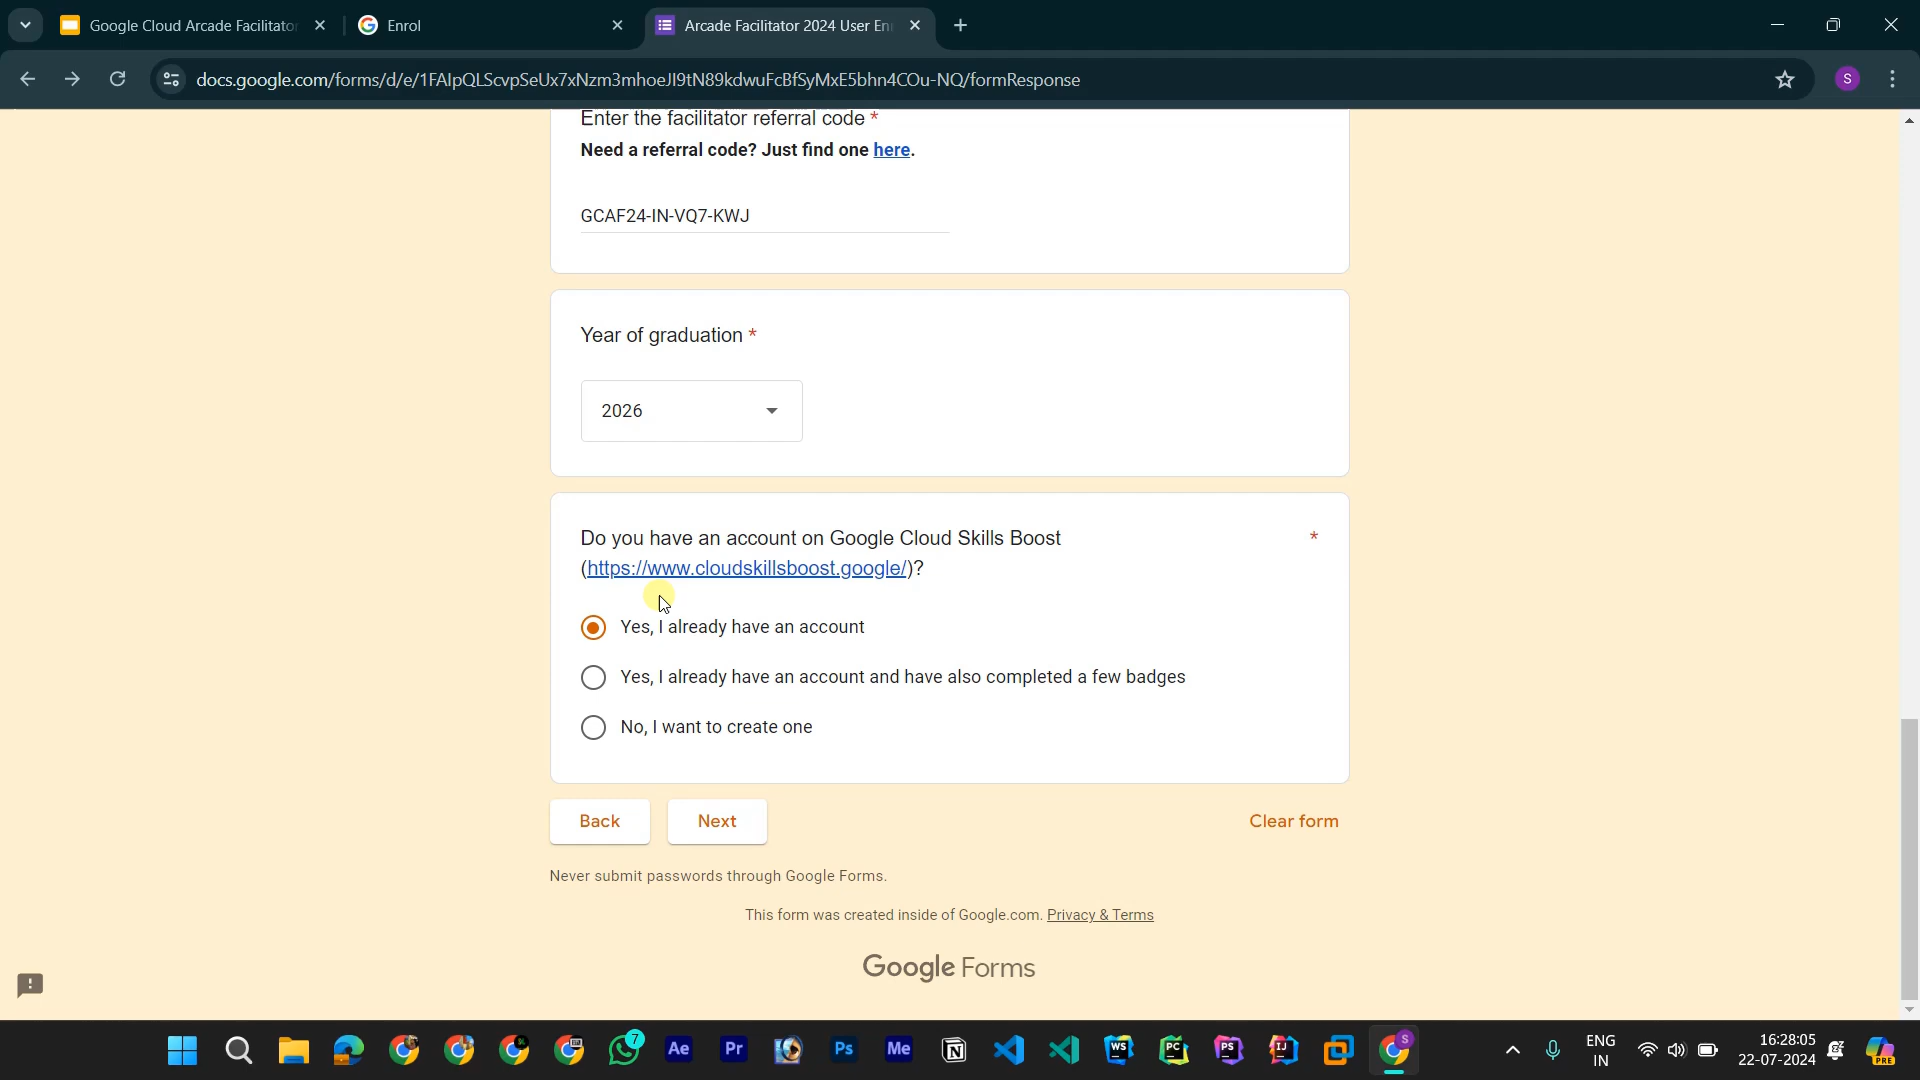 Google Cloud Arcade Facilitator
Enrol
Arcade Facilitator 2024 User En
docs.google.com/forms/d/e/1FAIpQLScvpSeUx7xNzm3mhoeJI9tN89kdwuFcBfSyMxE5bhn4COu-NQ/formResponse
S
Enter the facilitator referral code *
Need a referral code? Just find one here.
GCAF24-IN-VQ7-KWJ
Year of graduation *
2026
Do you have an account on Google Cloud Skills Boost *
(https://www.cloudskillsboost.google/)?
Yes, I already have an account
Yes, I already have an account and have also completed a few badges
No, I want to create one
Back
Next
Clear form
Never submit passwords through Google Forms.
This form was created inside of Google.com. Privacy & Terms
Google Forms
7
Ae
Pr
Ps
Me
WS
PC
PS
IJ
S
ENG
IN
16:28:05
22-07-2024
PRE